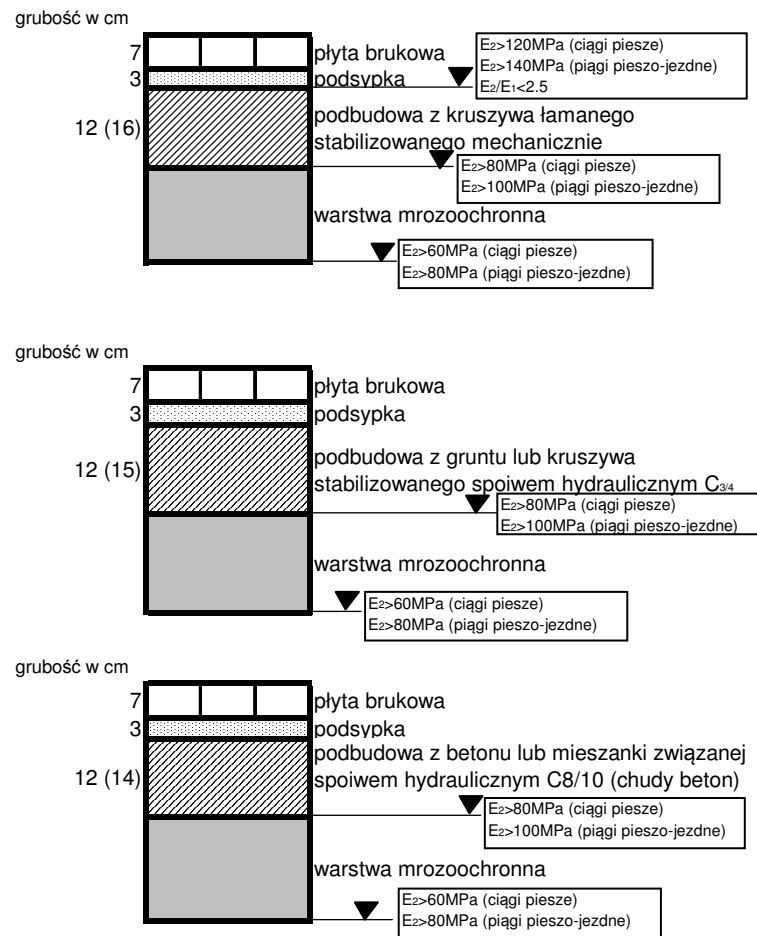 grubość w cm
7 płyta brukowa
3 podsypka
E2>120MPa (ciągi piesze)
E2>140MPa (piągi pieszo-jezdne)
E2/E1<2.5
12 (16) podbudowa z kruszywa łamanego
stabilizowanego mechanicznie
E2>80MPa (ciągi piesze)
E2>100MPa (piągi pieszo-jezdne)
warstwa mrozoochronna
E2>60MPa (ciągi piesze)
E2>80MPa (piągi pieszo-jezdne)
grubość w cm
7 płyta brukowa
3 podsypka
12 (15) podbudowa z gruntu lub kruszywa
stabilizowanego spoiwem hydraulicznym C3/4
E2>80MPa (ciągi piesze)
E2>100MPa (piągi pieszo-jezdne)
warstwa mrozoochronna
E2>60MPa (ciągi piesze)
E2>80MPa (piągi pieszo-jezdne)
grubość w cm
7 płyta brukowa
3 podsypka
12 (14) podbudowa z betonu lub mieszanki związanej
spoiwem hydraulicznym C8/10 (chudy beton)
E2>80MPa (ciągi piesze)
E2>100MPa (piągi pieszo-jezdne)
warstwa mrozoochronna
E2>60MPa (ciągi piesze)
E2>80MPa (piągi pieszo-jezdne)